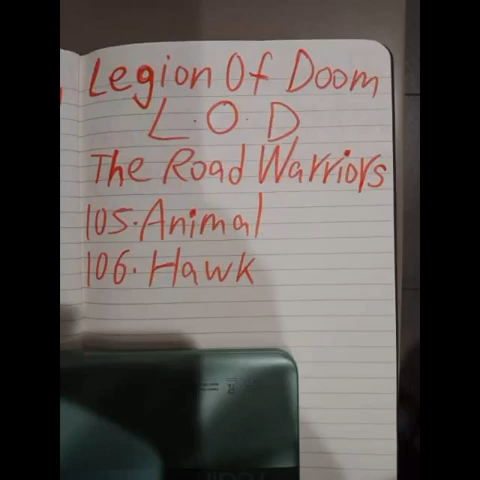 Legion Of Doom
L.O.D
The Road Warriors
105.Animal
106.Hawk